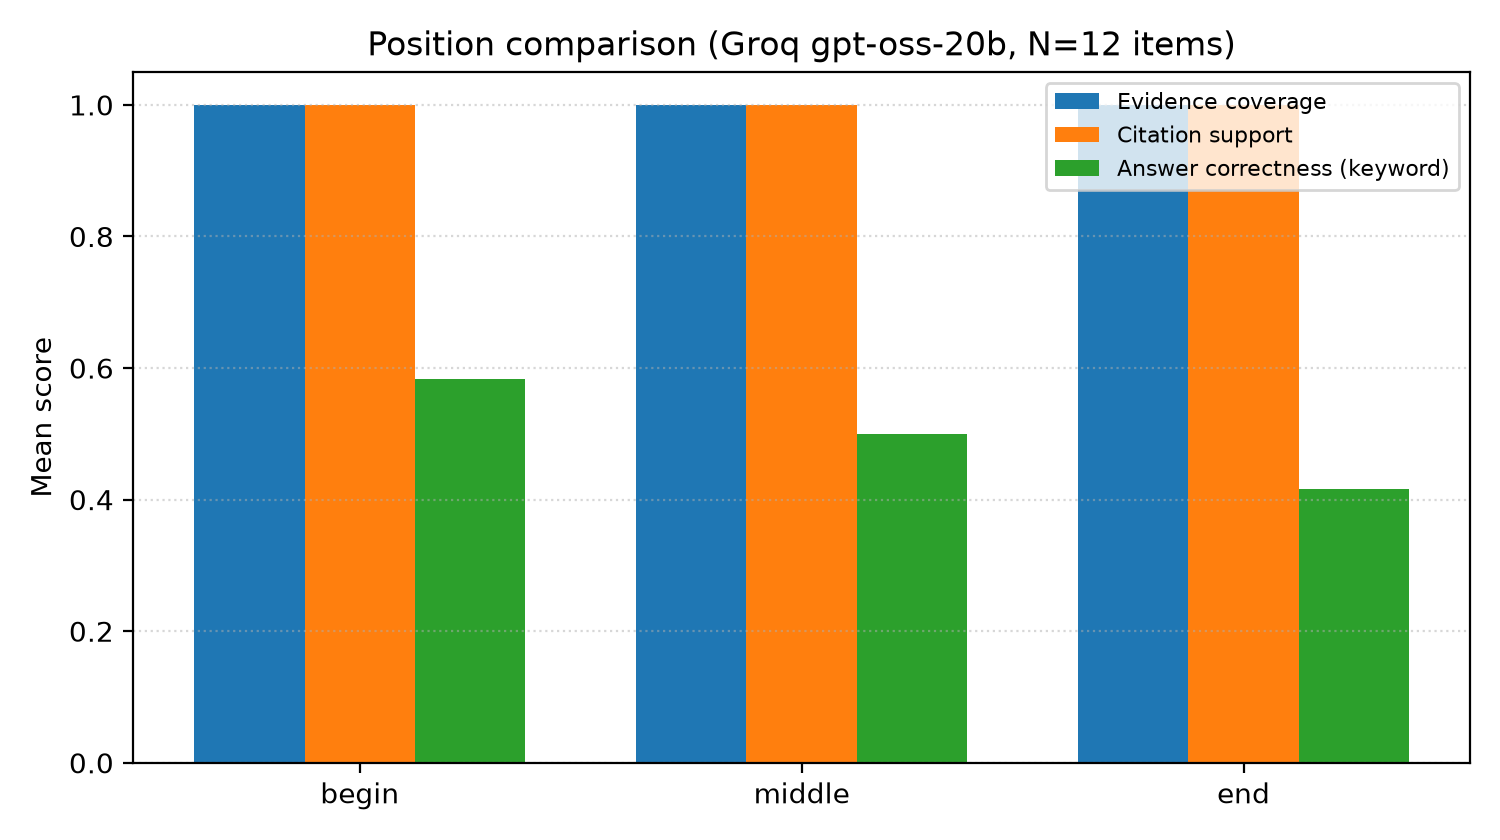 Position comparison (Groq gpt-oss-20b, N=12 items)
Evidence coverage
Citation support
Answer correctness (keyword)
Mean score
1.0
0.8
0.6
0.4
0.2
0.0
begin middle end